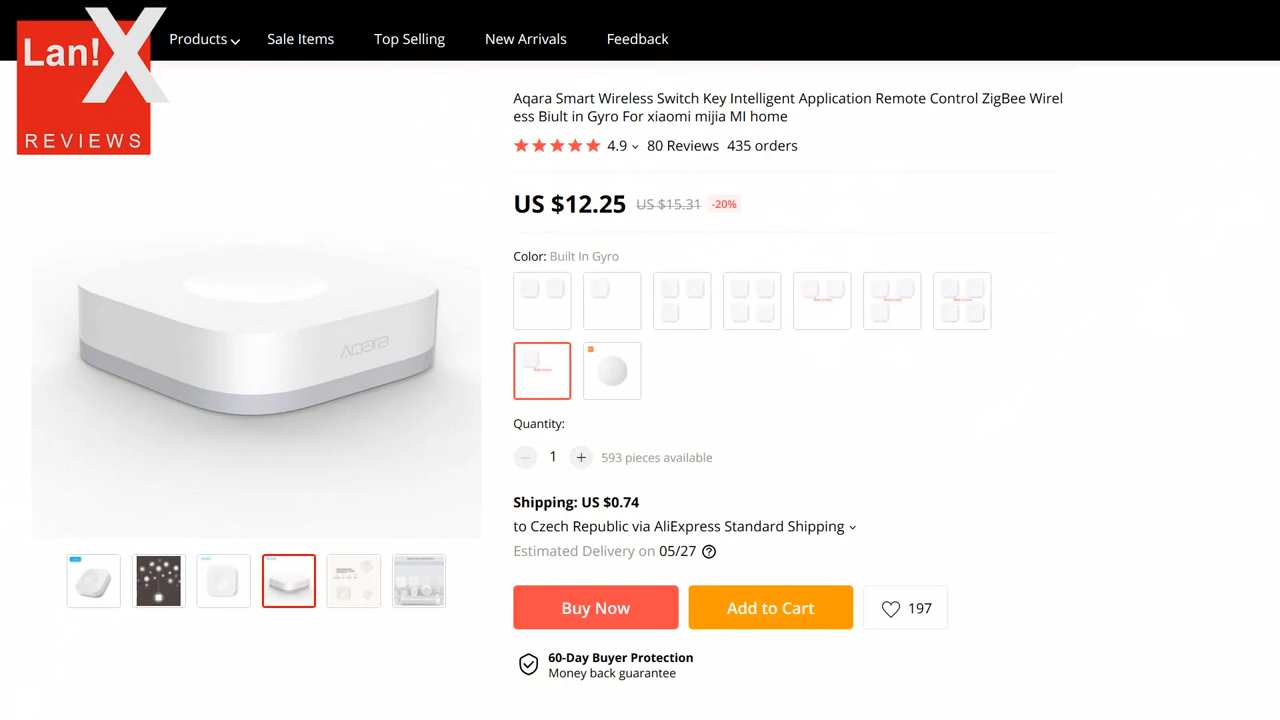 Lan!X
REVIEWS
Products
Sale Items
Top Selling
New Arrivals
Feedback
Aqara Smart Wireless Switch Key Intelligent Application Remote Control ZigBee Wirel
ess Biult in Gyro For xiaomi mijia MI home
4.9 80 Reviews 435 orders
US $12.25 US $15.31 -20%
Color: Built In Gyro
Aqara
Quantity:
1 + 593 pieces available
Shipping: US $0.74
to Czech Republic via AliExpress Standard Shipping
Estimated Delivery on 05/27
Buy Now
Add to Cart
197
60-Day Buyer Protection
Money back guarantee